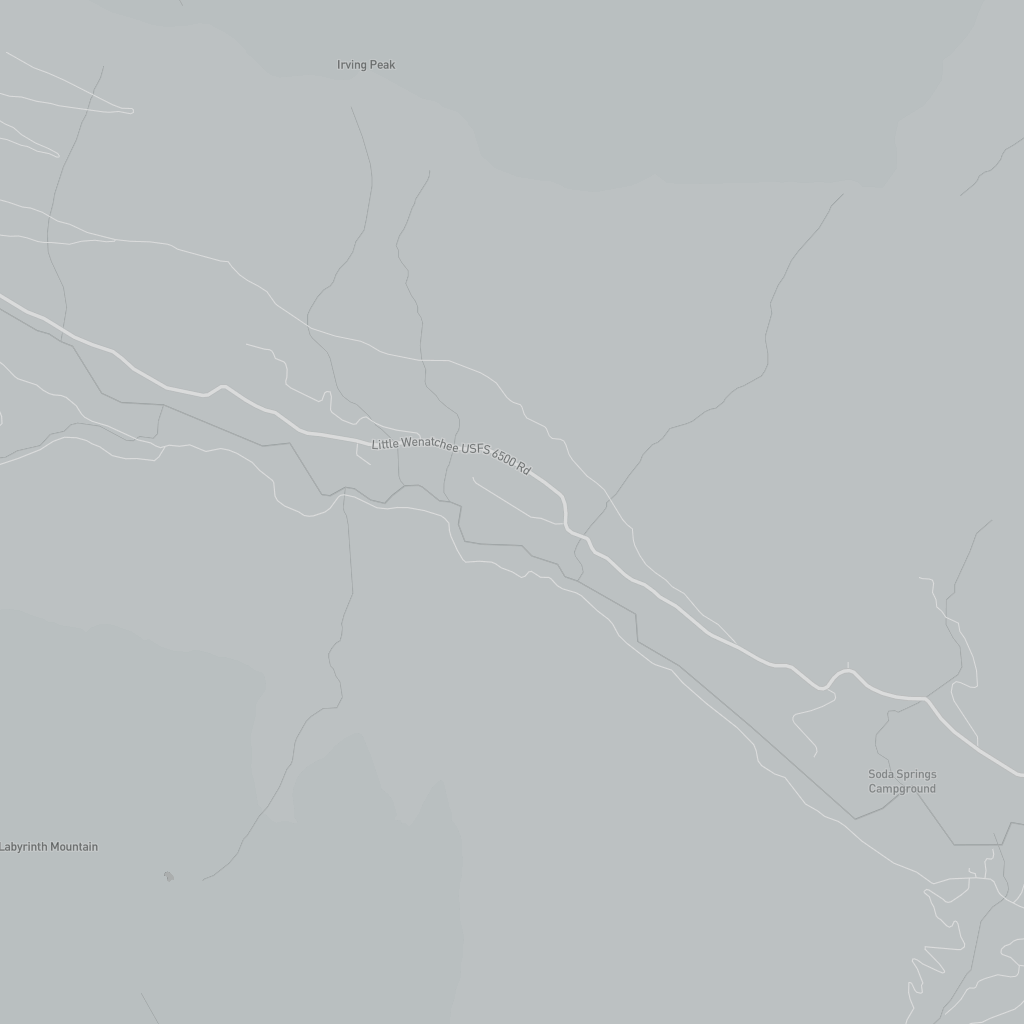 Irving Peak
Little Wenatchee USFS 6500 Rd
Soda Springs
Campground
Labyrinth Mountain